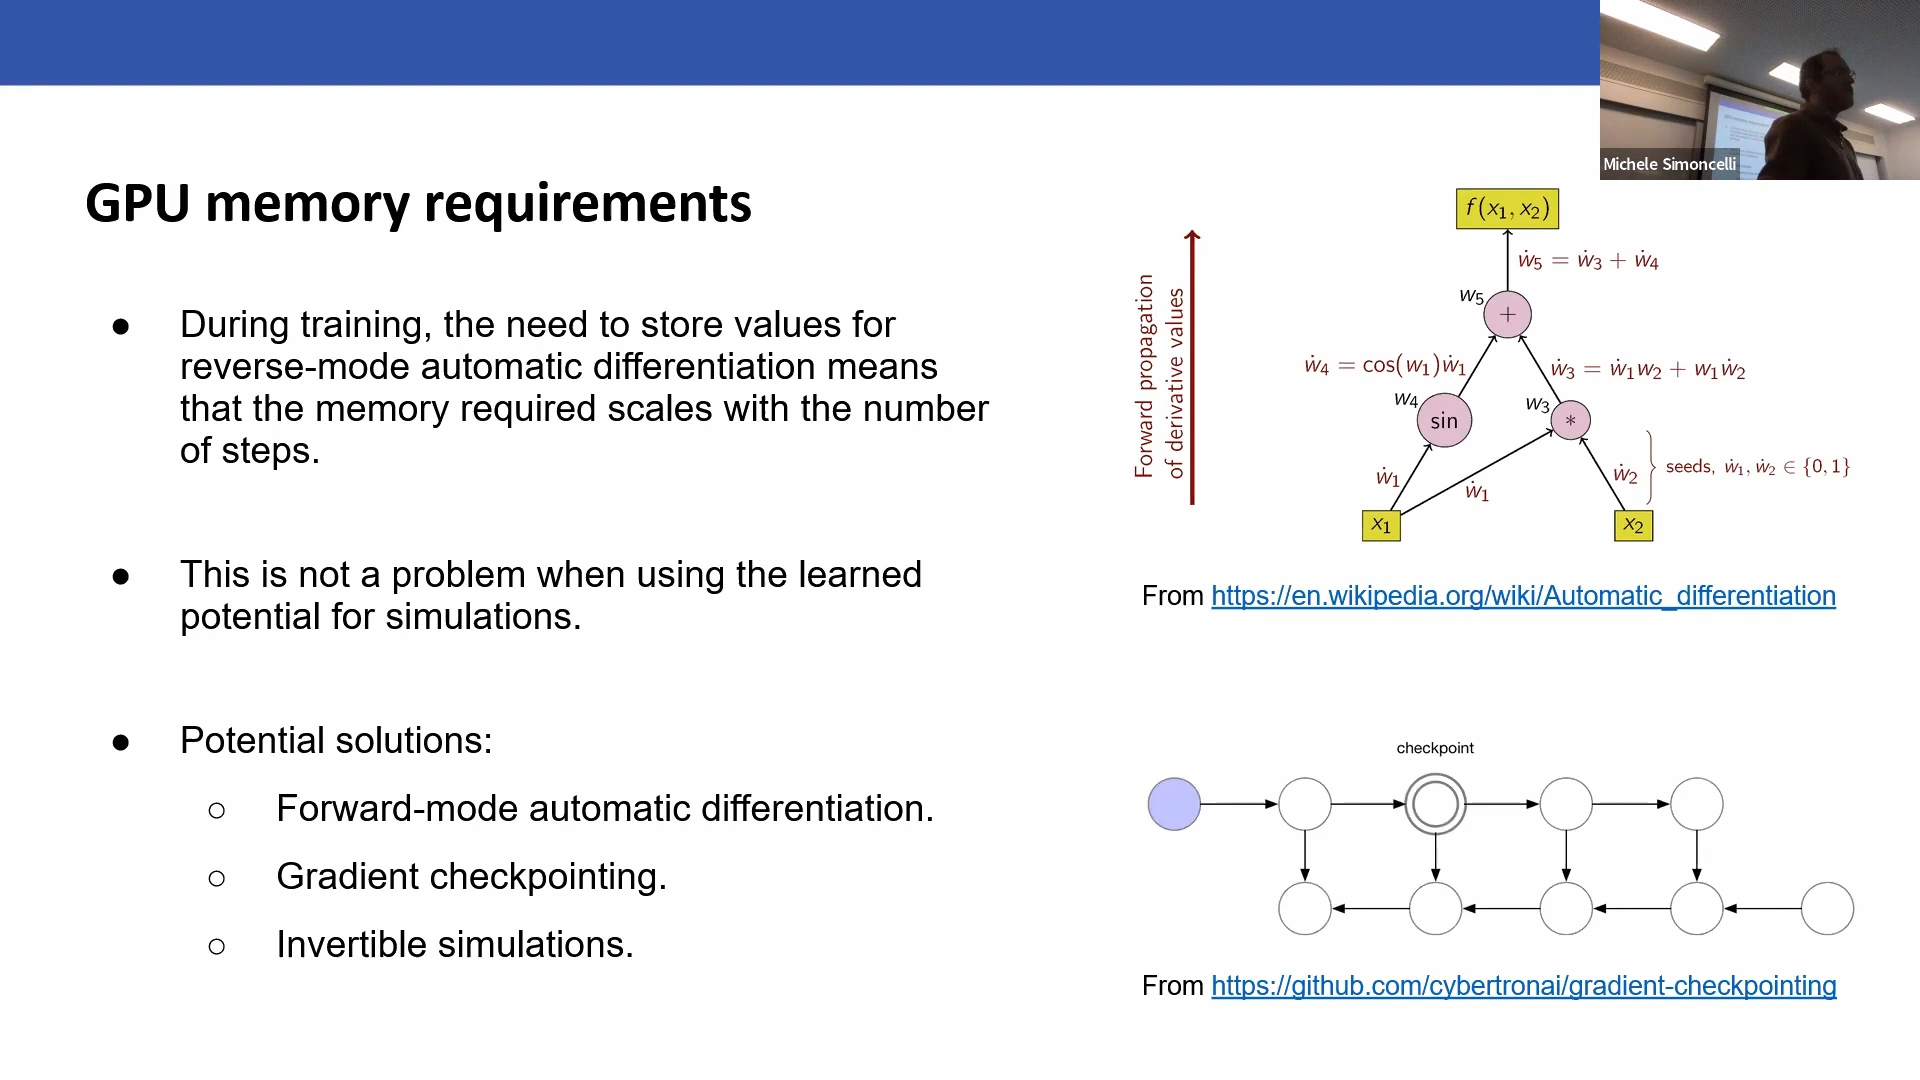 Michele Simoncelli
GPU memory requirements
● During training, the need to store values for
reverse-mode automatic differentiation means
that the memory required scales with the number
of steps.
● This is not a problem when using the learned
potential for simulations.
● Potential solutions:
○ Forward-mode automatic differentiation.
○ Gradient checkpointing.
○ Invertible simulations.
Forward propagation
of derivative values
f(x₁, x₂)
ẇ₅ = ẇ₃ + ẇ₄
w₅
+
ẇ₄ = cos(w₁)ẇ₁
ẇ₃ = ẇ₁w₂ + w₁ẇ₂
w₄
sin
w₃
*
ẇ₁
ẇ₁
ẇ₂
seeds, ẇ₁, ẇ₂ ∈ {0, 1}
x₁
x₂
From https://en.wikipedia.org/wiki/Automatic_differentiation
checkpoint
From https://github.com/cybertronai/gradient-checkpointing